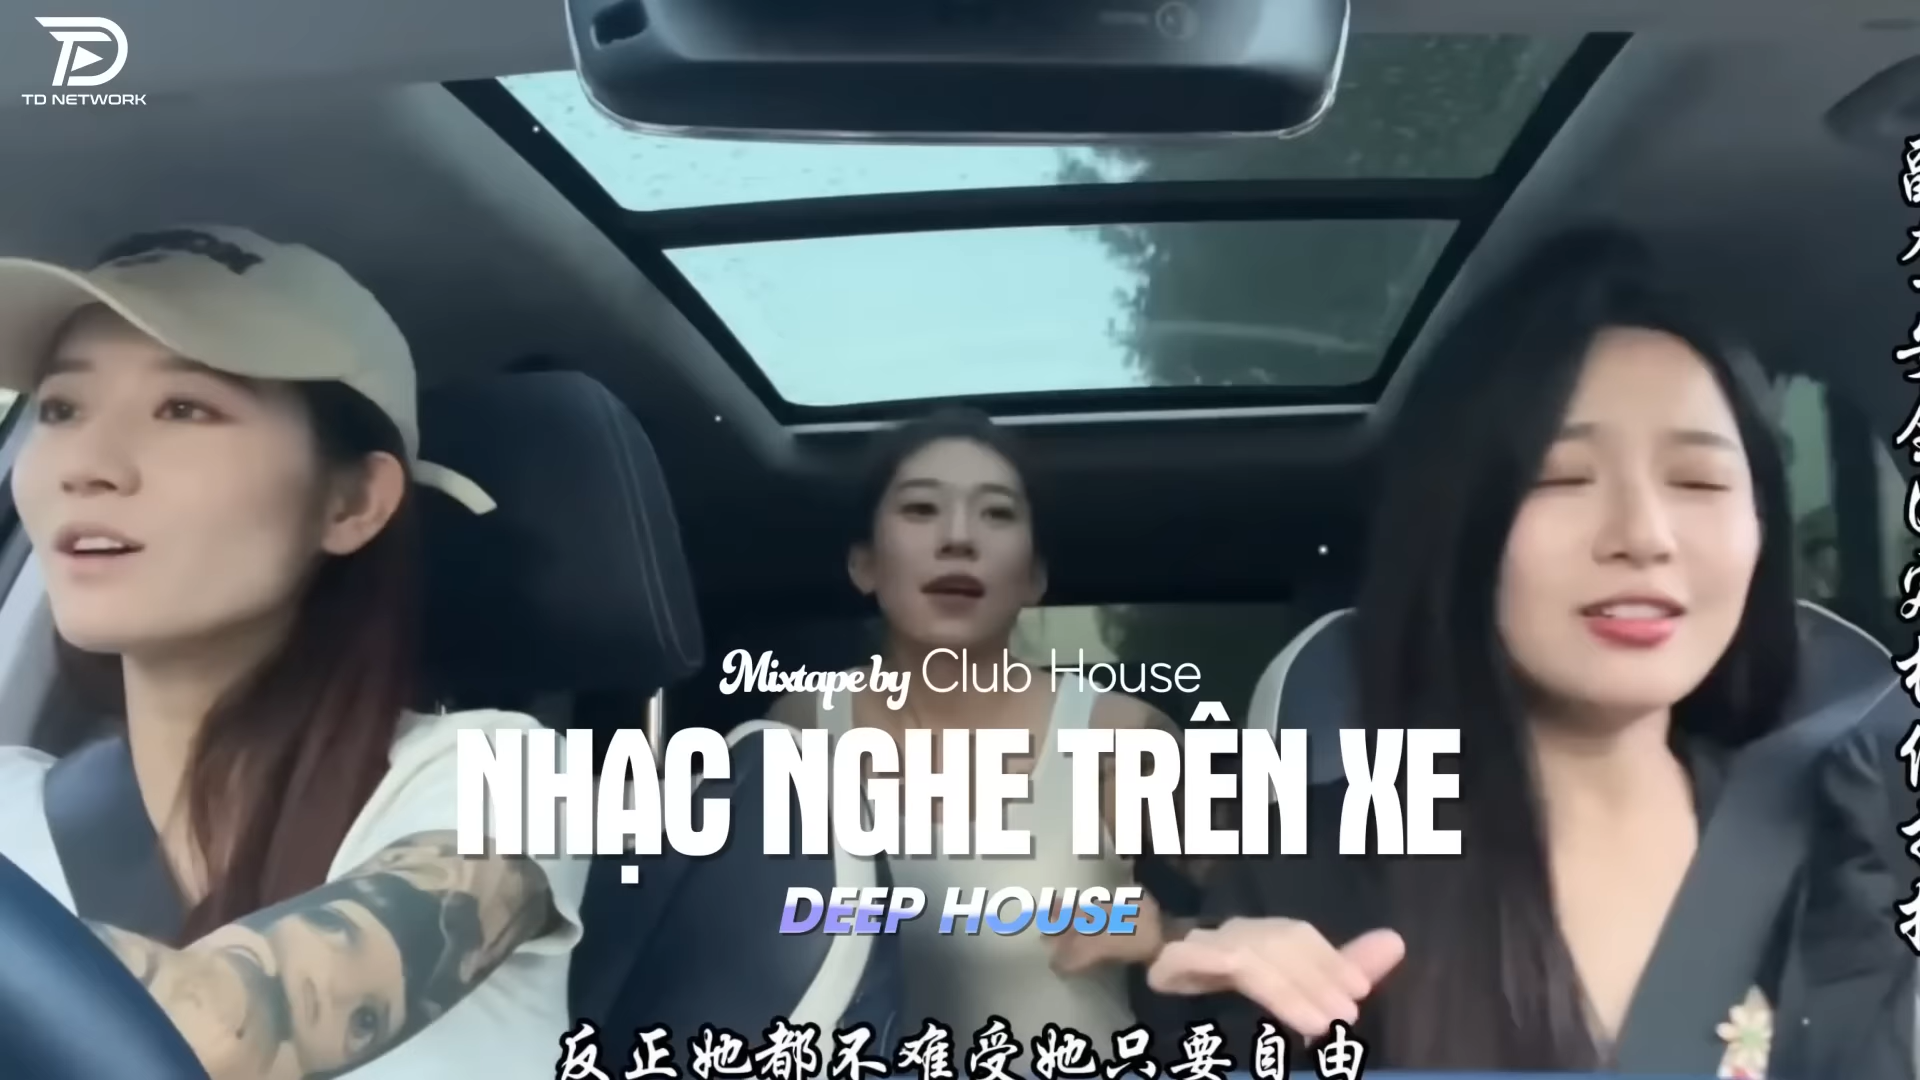 TD NETWORK
Mixtape by Club House
NHẠC NGHE TRÊN XE
DEEP HOUSE
反正她都不难受她只要自由